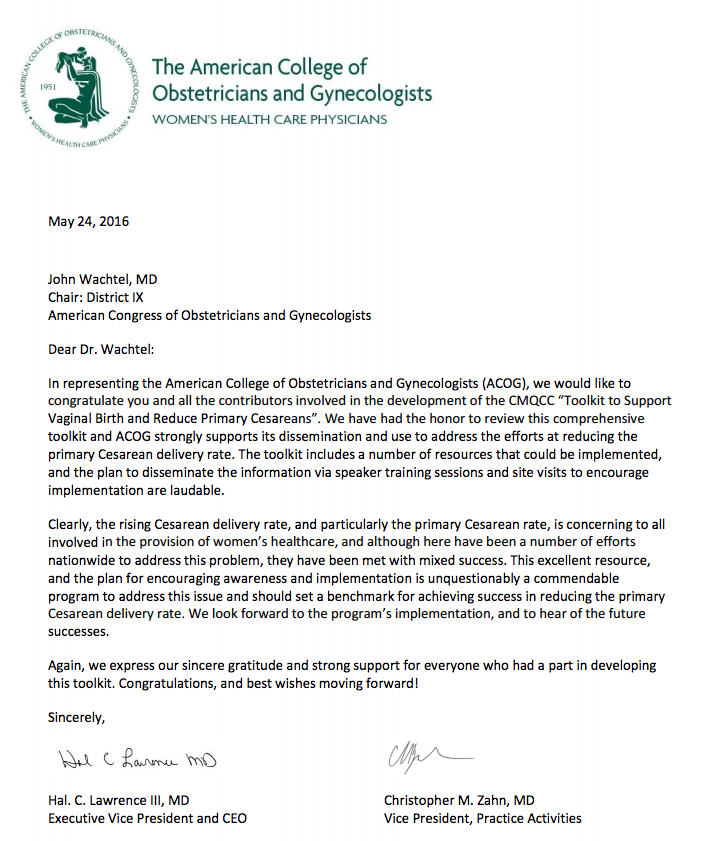 THE AMERICAN COLLEGE OF OBSTETRICIANS AND GYNECOLOGISTS
1951
WOMEN'S HEALTH CARE PHYSICIANS
The American College of
Obstetricians and Gynecologists
WOMEN'S HEALTH CARE PHYSICIANS
May 24, 2016
John Wachtel, MD
Chair: District IX
American Congress of Obstetricians and Gynecologists
Dear Dr. Wachtel:
In representing the American College of Obstetricians and Gynecologists (ACOG), we would like to
congratulate you and all the contributors involved in the development of the CMQCC “Toolkit to Support
Vaginal Birth and Reduce Primary Cesareans”. We have had the honor to review this comprehensive
toolkit and ACOG strongly supports its dissemination and use to address the efforts at reducing the
primary Cesarean delivery rate. The toolkit includes a number of resources that could be implemented,
and the plan to disseminate the information via speaker training sessions and site visits to encourage
implementation are laudable.
Clearly, the rising Cesarean delivery rate, and particularly the primary Cesarean rate, is concerning to all
involved in the provision of women's healthcare, and although here have been a number of efforts
nationwide to address this problem, they have been met with mixed success. This excellent resource,
and the plan for encouraging awareness and implementation is unquestionably a commendable
program to address this issue and should set a benchmark for achieving success in reducing the primary
Cesarean delivery rate. We look forward to the program's implementation, and to hear of the future
successes.
Again, we express our sincere gratitude and strong support for everyone who had a part in developing
this toolkit. Congratulations, and best wishes moving forward!
Sincerely,
Hal C Lawrence MD
Hal. C. Lawrence III, MD
Executive Vice President and CEO
Christopher M. Zahn, MD
Vice President, Practice Activities